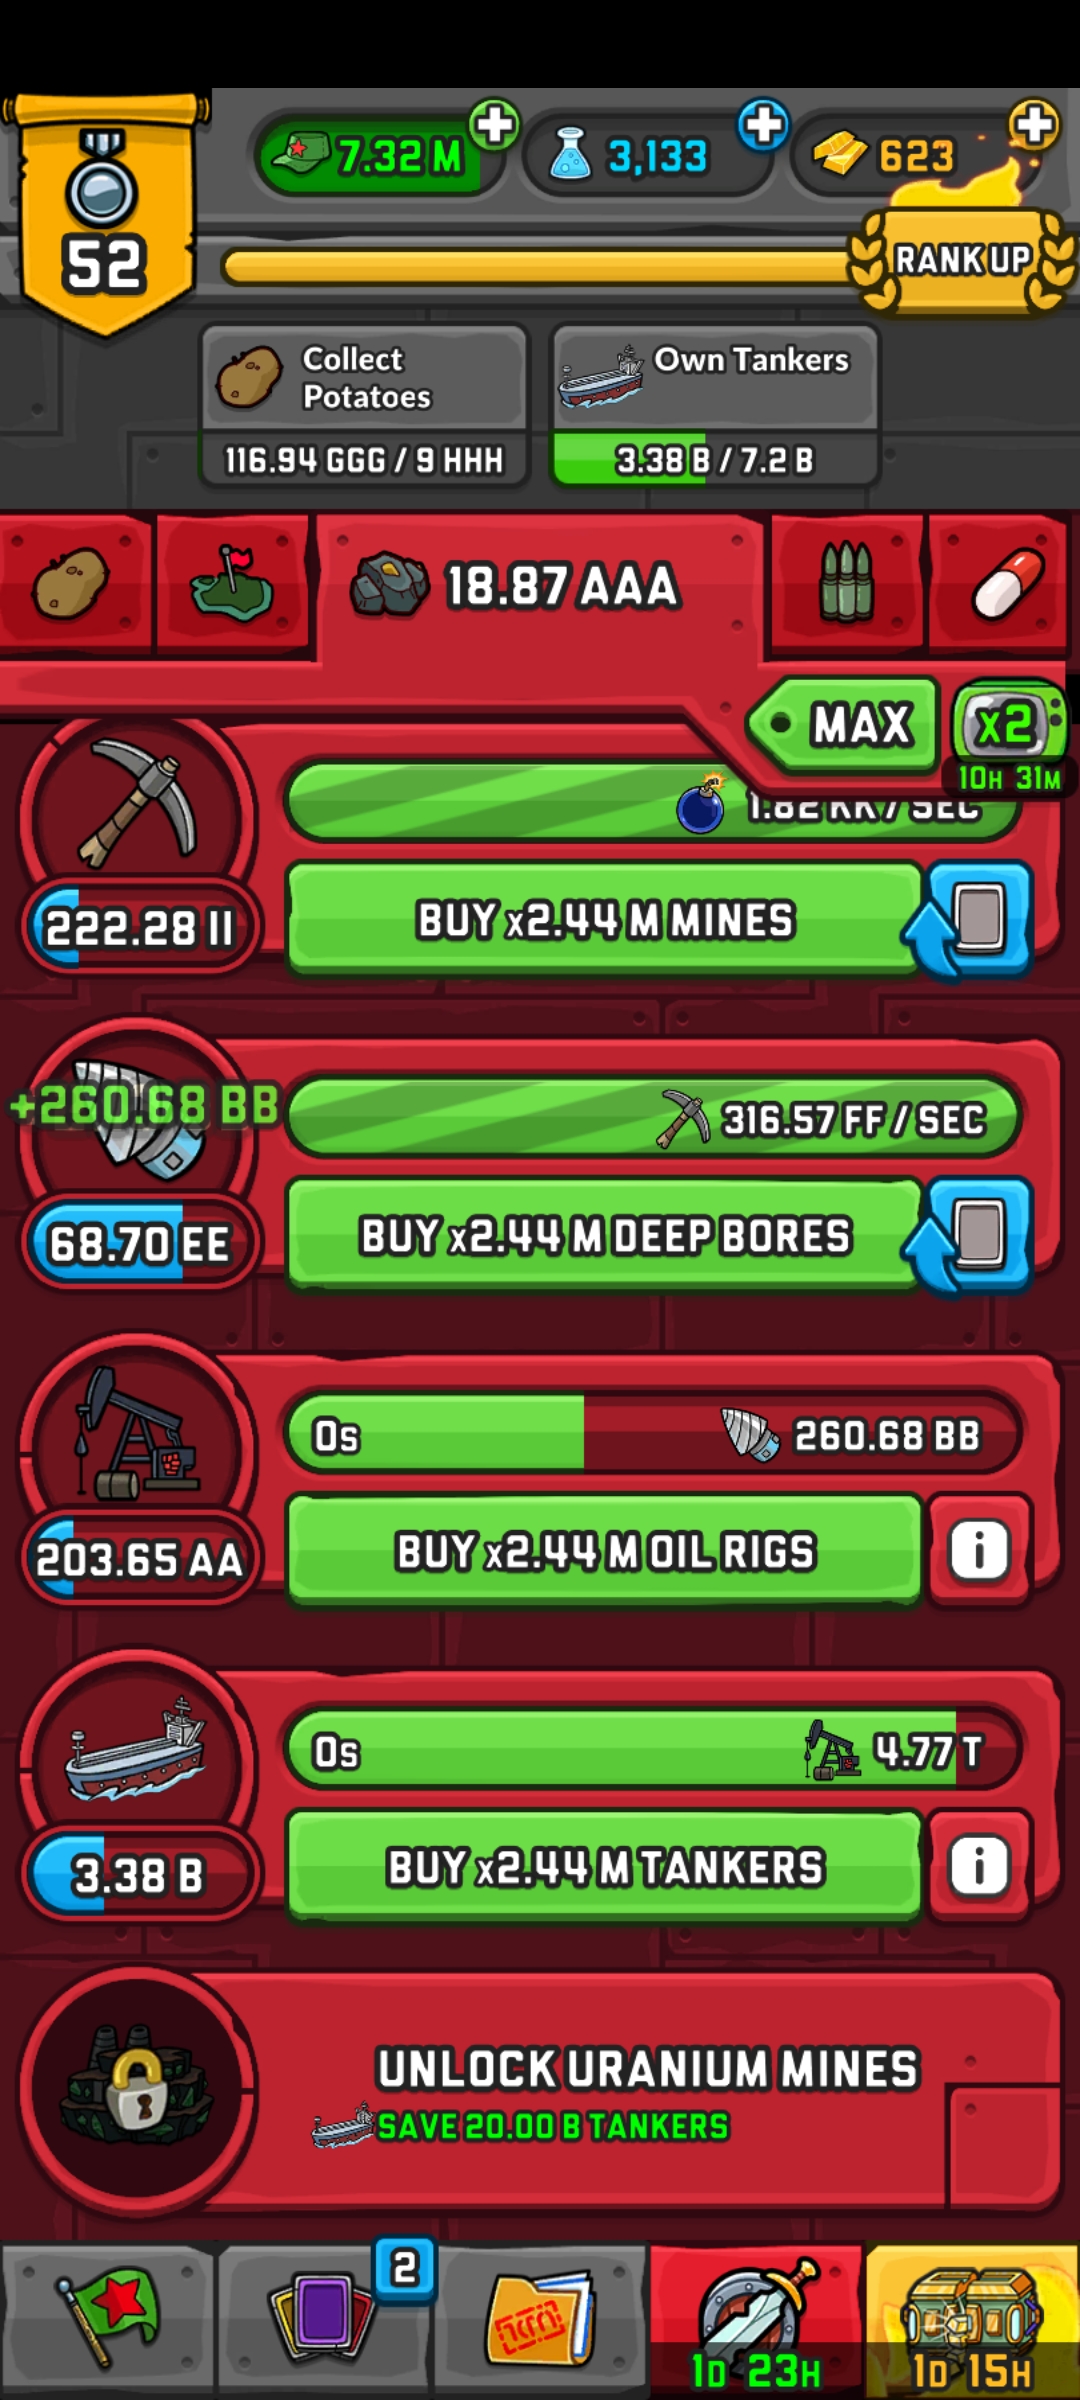 7.32 M
3,133
623
52
RANK UP
Collect
Potatoes
Own Tankers
116.94 GGG / 9 HHH
3.38 B / 7.2 B
18.87 AAA
MAX
x2
10H 31M
1.82 KK / SEC
222.28 II
BUY x2.44 M MINES
+260.68 BB
316.57 FF / SEC
68.70 EE
BUY x2.44 M DEEP BORES
0s
260.68 BB
203.65 AA
BUY x2.44 M OIL RIGS
i
0s
4.77 T
3.38 B
BUY x2.44 M TANKERS
i
UNLOCK URANIUM MINES
SAVE 20.00 B TANKERS
2
1D 23H
1D 15H